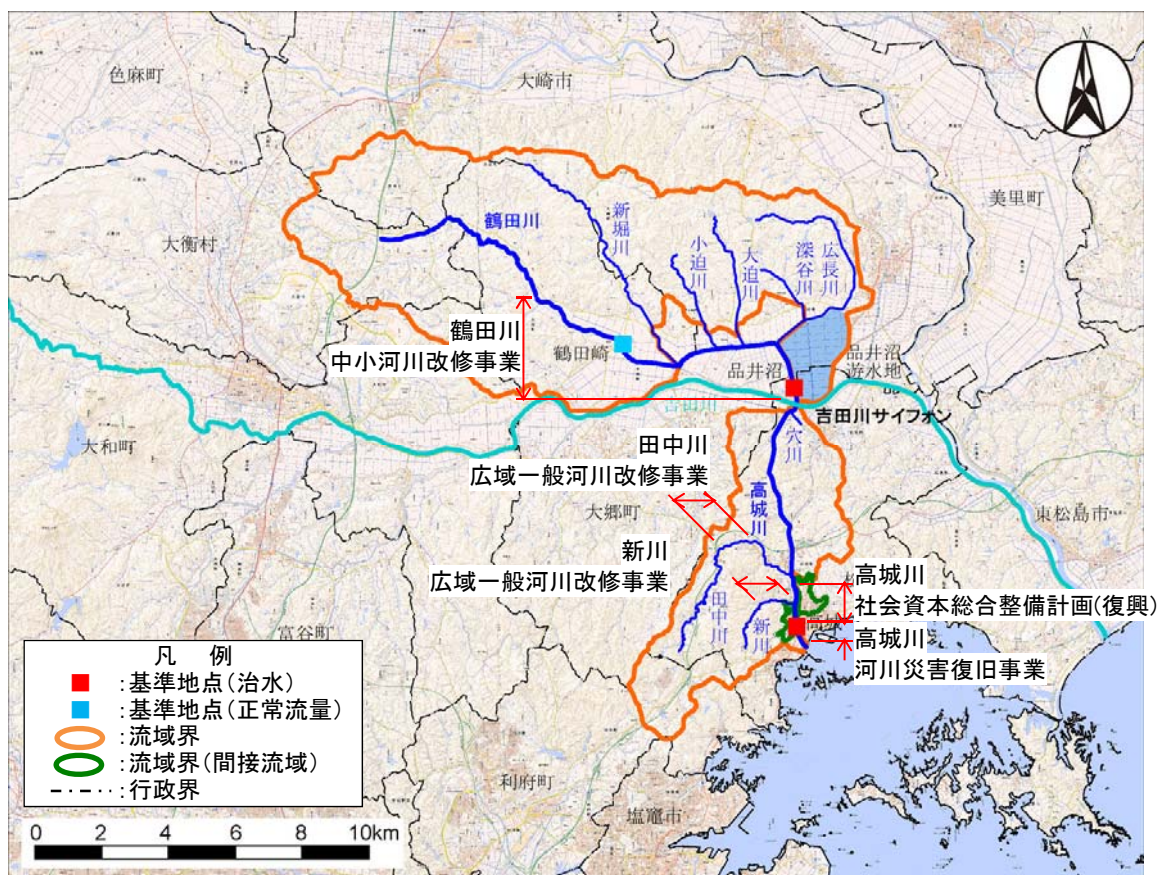 N
色麻町
大崎市
美里町
大衡村
鶴田川
新堀川
小迫川
大迫川
深谷川
広長川
鶴田川
中小河川改修事業
鶴田崎
品井沼
品井沼
遊水地
吉田川
吉田川サイフォン
大和町
穴川
田中川
広域一般河川改修事業
高城川
大郷町
東松島市
新川
広域一般河川改修事業
高城川
社会資本総合整備計画(復興)
田中川
新川
高城
高城川
河川災害復旧事業
富谷町
凡 例
:基準地点(治水)
:基準地点(正常流量)
:流域界
:流域界(間接流域)
:行政界
利府町
塩竈市
0 2 4 6 8 10km